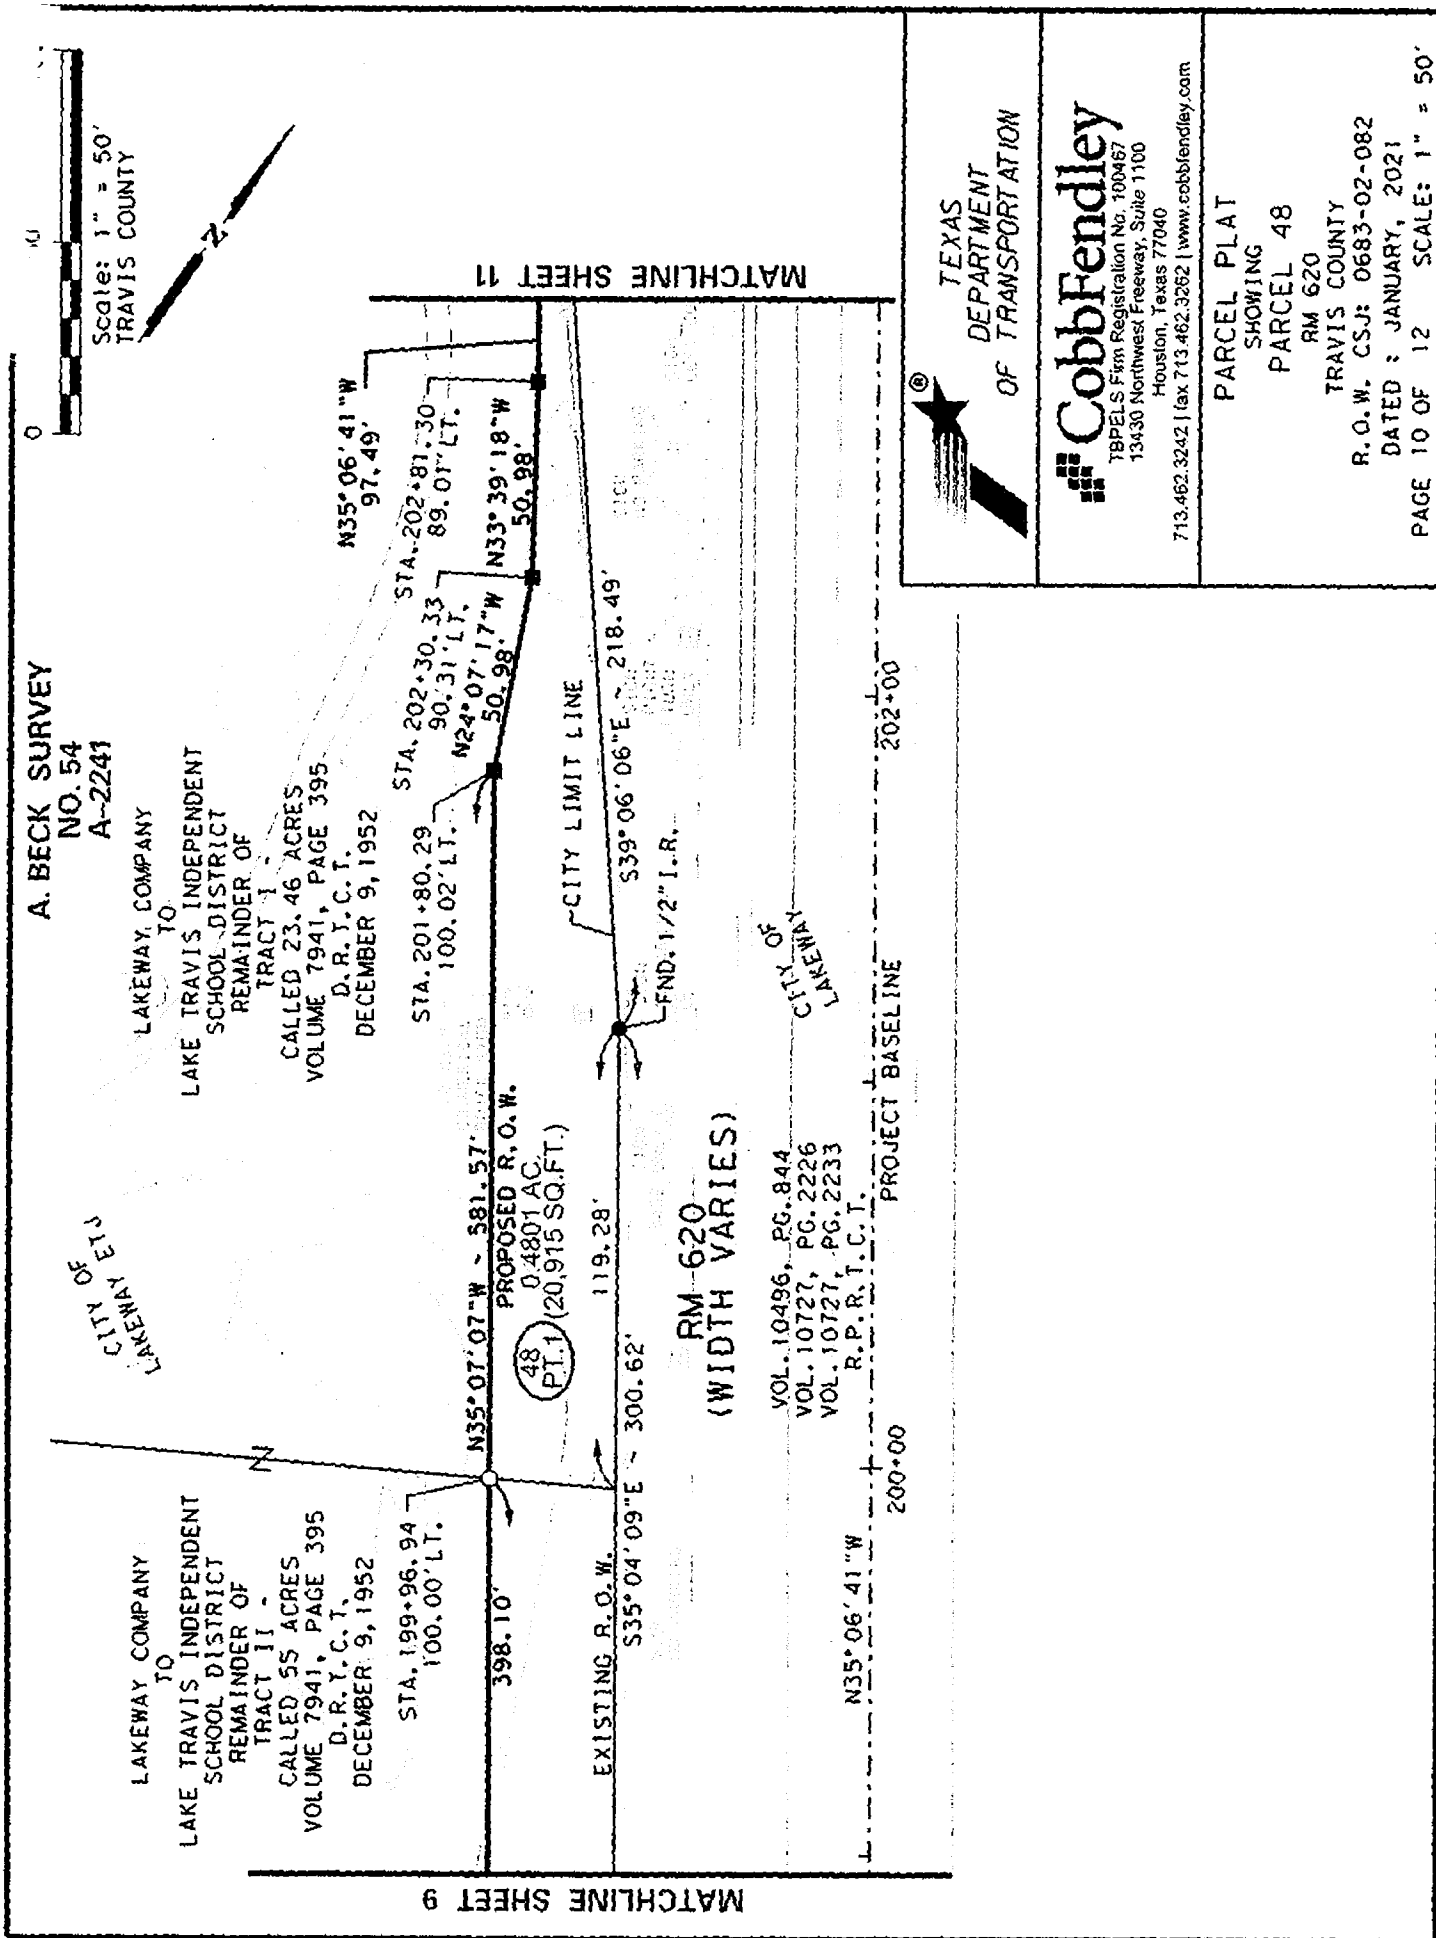 A. BECK SURVEY
NO. 54
A-2241
0
Scale: 1" = 50'
TRAVIS COUNTY
N
CITY OF
LAKEWAY ETJ
LAKEWAY COMPANY
TO
LAKE TRAVIS INDEPENDENT
SCHOOL DISTRICT
REMAINDER OF
TRACT II -
CALLED 55 ACRES
VOLUME 7941, PAGE 395
D.R.T.C.T.
DECEMBER 9, 1952
LAKEWAY COMPANY
TO
LAKE TRAVIS INDEPENDENT
SCHOOL DISTRICT
REMAINDER OF
TRACT I -
CALLED 23.46 ACRES
VOLUME 7941, PAGE 395
D.R.T.C.T.
DECEMBER 9, 1952
STA. 199+96.94
100.00' LT.
STA. 201+80.29
100.02' LT.
STA. 202+30.33
90.31' LT.
N24°07'17"W
50.98'
STA. 202+81.30
89.01' LT.
N33°39'18"W
50.98'
N35°06'41"W
97.49'
MATCHLINE SHEET 9
MATCHLINE SHEET 11
398.10'
N35°07'07"W ~ 581.57'
PROPOSED R.O.W.
48
PT.1
0.4801 AC.
(20,915 SQ.FT.)
CITY LIMIT LINE
EXISTING R.O.W.
119.28'
S35°04'09"E ~ 300.62'
FND. 1/2" I.R.
S39°06'06"E ~ 218.49'
RM 620
(WIDTH VARIES)
CITY OF
LAKEWAY
VOL. 10496, PG. 844
VOL. 10727, PG. 2226
VOL. 10727, PG. 2233
R.P.R.T.C.T.
N35°06'41"W
200+00
PROJECT BASELINE
202+00
TEXAS
DEPARTMENT
OF TRANSPORTATION
®
CobbFendley
TBPELS Firm Registration No. 100467
13430 Northwest Freeway, Suite 1100
Houston, Texas 77040
713.462.3242 | fax 713.462.3262 | www.cobbfendley.com
PARCEL PLAT
SHOWING
PARCEL 48
RM 620
TRAVIS COUNTY
R.O.W. CSJ: 0683-02-082
DATED : JANUARY, 2021
PAGE 10 OF 12 SCALE: 1" = 50'